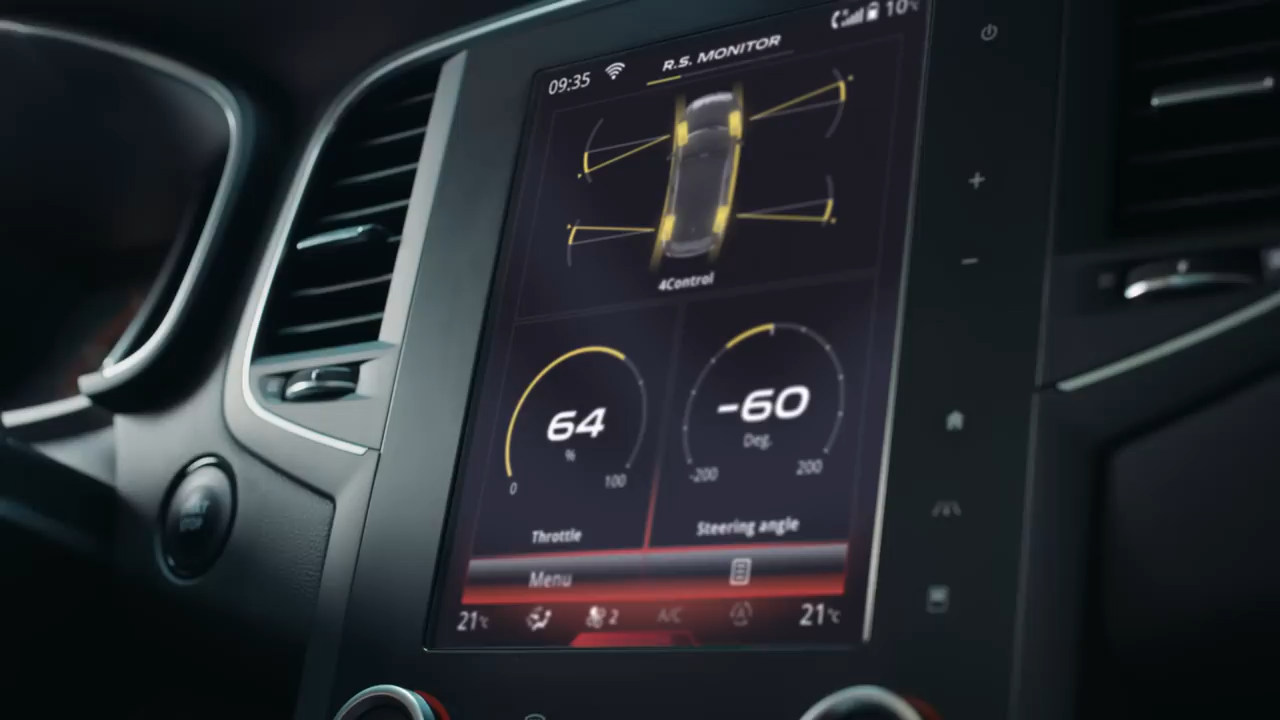 09:35
R.S. MONITOR
10°c
4Control
64
%
0 100
Throttle
-60
Deg.
-200 200
Steering angle
Menu
21°c
2
A/C
21°c